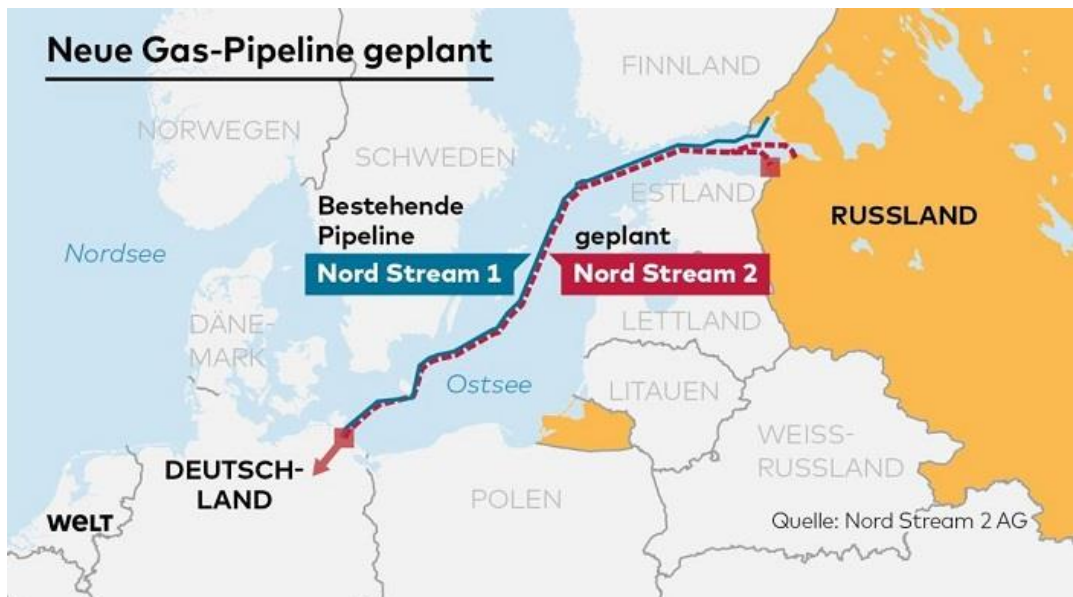 Neue Gas-Pipeline geplant
FINNLAND
NORWEGEN
SCHWEDEN
ESTLAND
Bestehende
Pipeline
Nord Stream 1
geplant
Nord Stream 2
RUSSLAND
Nordsee
DÄNE-
MARK
LETTLAND
Ostsee
LITAUEN
WEISS-
RUSSLAND
DEUTSCH-
LAND
POLEN
WELT
Quelle: Nord Stream 2 AG